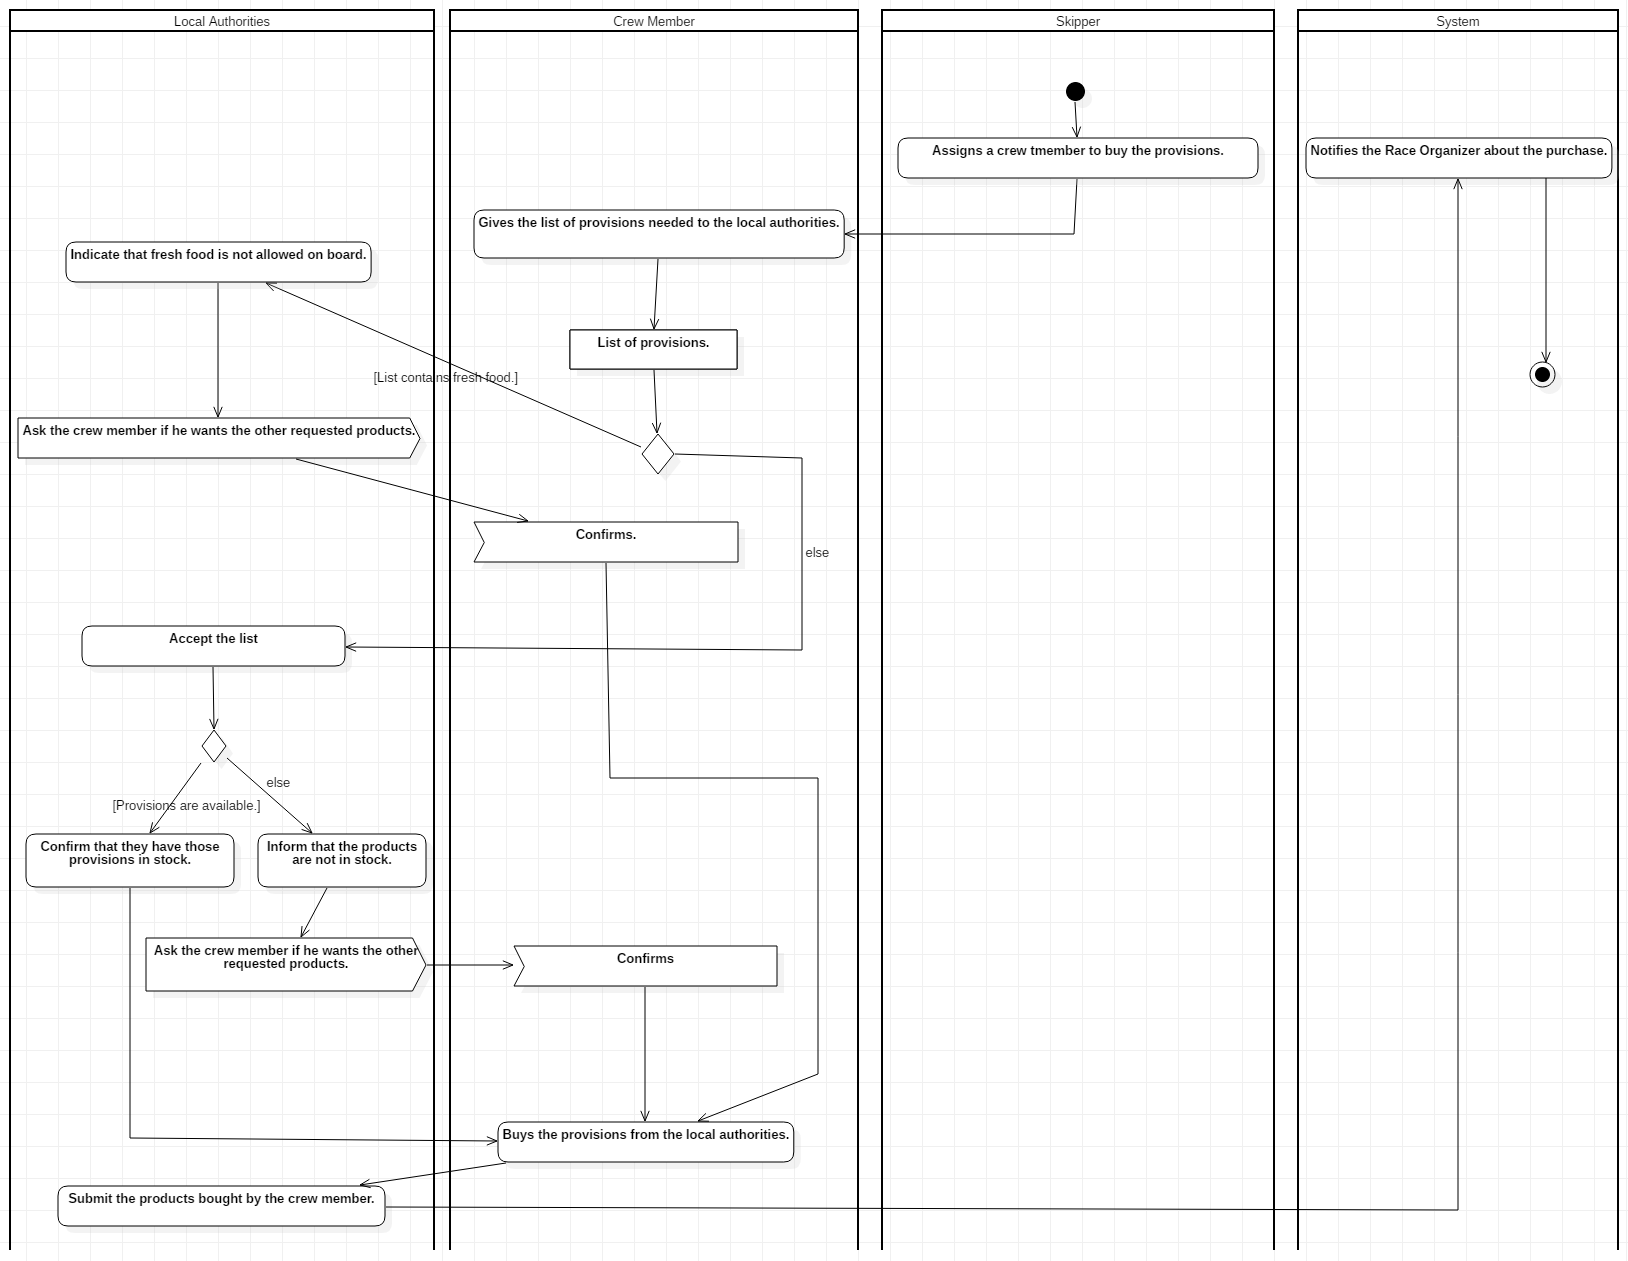 Local Authorities
Crew Member
Skipper
System
Assigns a crew tmember to buy the provisions.
Notifies the Race Organizer about the purchase.
Gives the list of provisions needed to the local authorities.
Indicate that fresh food is not allowed on board.
List of provisions.
[List contains fresh food.]
Ask the crew member if he wants the other requested products.
Confirms.
else
Accept the list
else
[Provisions are available.]
Confirm that they have those
provisions in stock.
Inform that the products
are not in stock.
Ask the crew member if he wants the other
requested products.
Confirms
Buys the provisions from the local authorities.
Submit the products bought by the crew member.